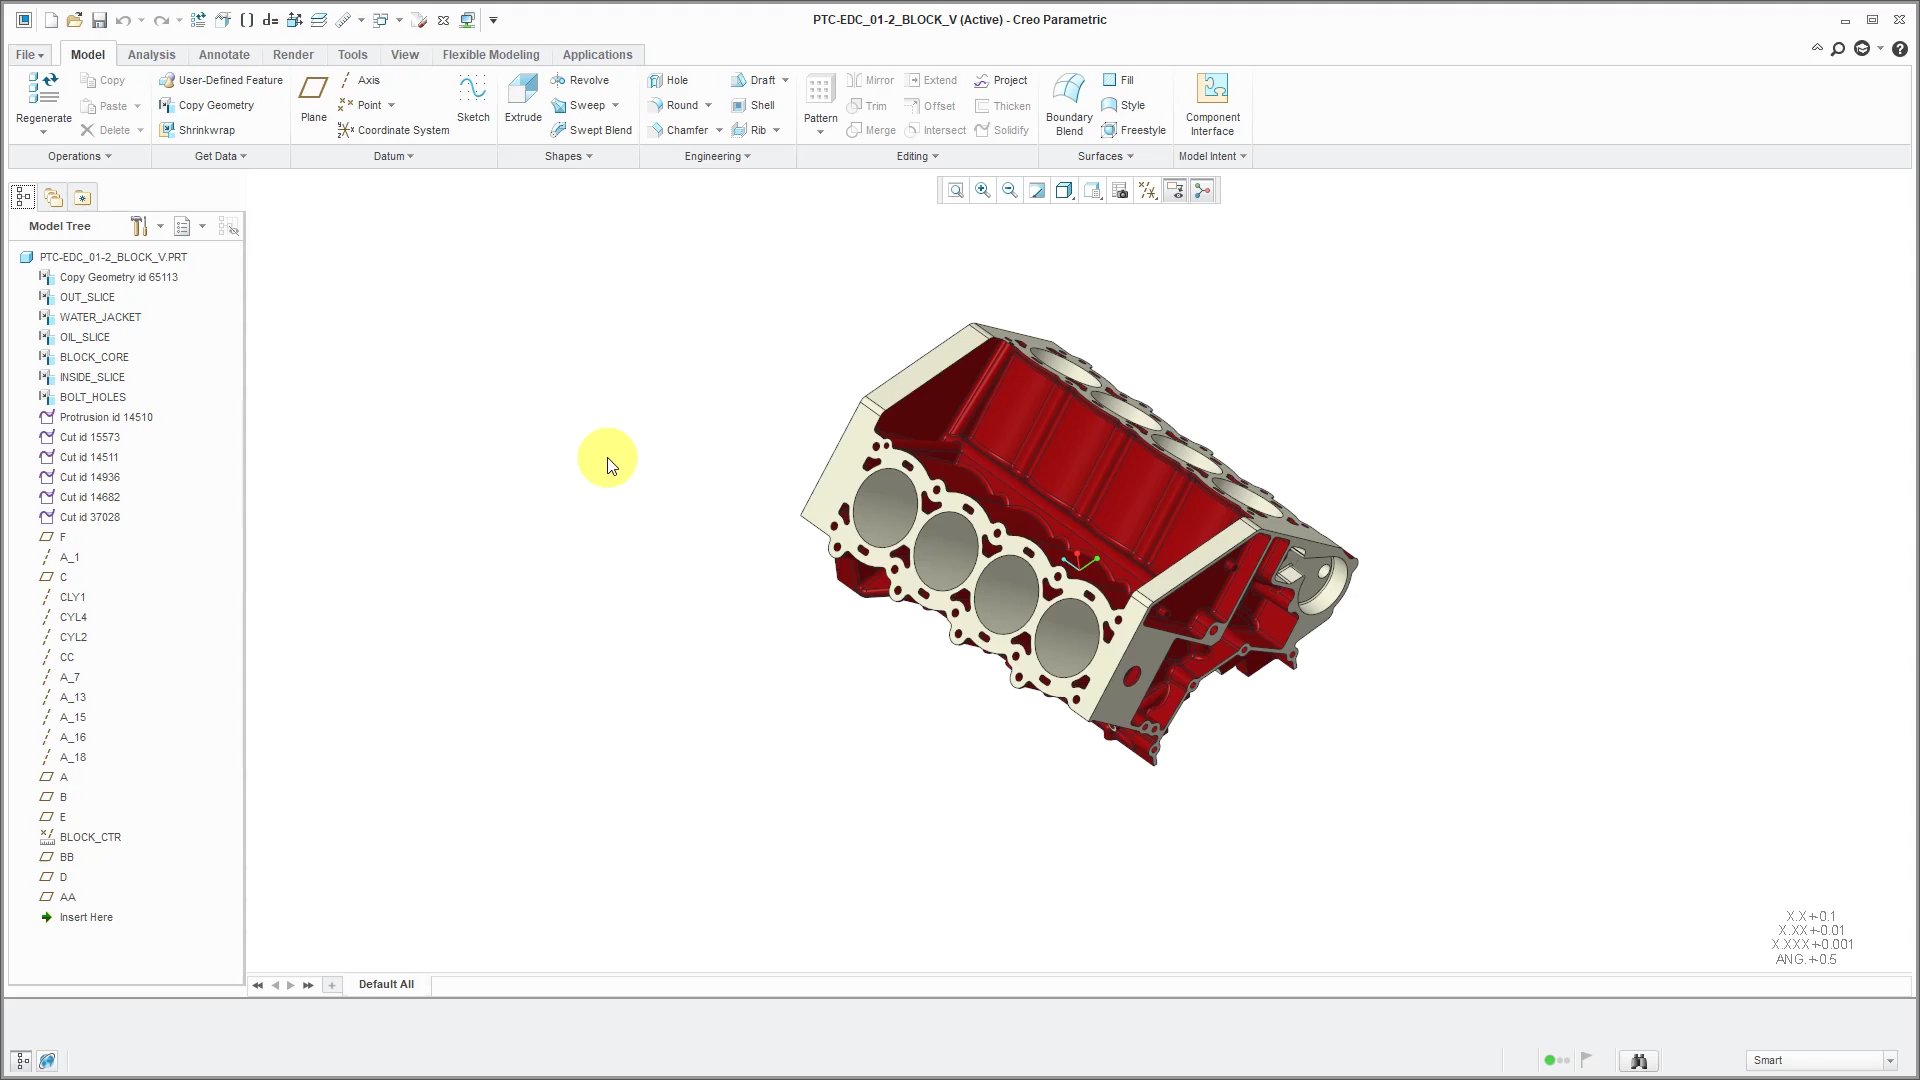 PTC-EDC_01-2_BLOCK_V (Active) - Creo Parametric
File
Model
Analysis
Annotate
Render
Tools
View
Flexible Modeling
Applications
Regenerate
Copy
Paste
Delete
Operations
User-Defined Feature
Copy Geometry
Shrinkwrap
Get Data
Plane
Axis
Point
Coordinate System
Sketch
Datum
Extrude
Revolve
Sweep
Swept Blend
Shapes
Hole
Round
Chamfer
Draft
Shell
Rib
Engineering
Pattern
Mirror
Trim
Merge
Extend
Offset
Intersect
Project
Thicken
Solidify
Editing
Boundary
Blend
Fill
Style
Freestyle
Surfaces
Component
Interface
Model Intent
Model Tree
PTC-EDC_01-2_BLOCK_V.PRT
Copy Geometry id 65113
OUT_SLICE
WATER_JACKET
OIL_SLICE
BLOCK_CORE
INSIDE_SLICE
BOLT_HOLES
Protrusion id 14510
Cut id 15573
Cut id 14511
Cut id 14936
Cut id 14682
Cut id 37028
F
A_1
C
CLY1
CYL4
CYL2
CC
A_7
A_13
A_15
A_16
A_18
A
B
E
BLOCK_CTR
BB
D
AA
Insert Here
X.X+-0.1
X.XX+-0.01
X.XXX+-0.001
ANG.+-0.5
Default All
Smart